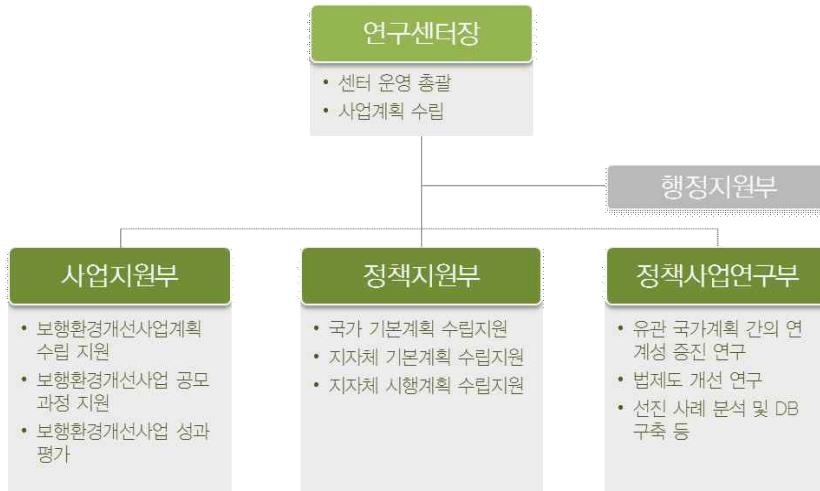 연구센터장
• 센터 운영 총괄
• 사업계획 수립
행정지원부
사업지원부
• 보행환경개선사업계획
수립 지원
• 보행환경개선사업 공모
과정 지원
• 보행환경개선사업 성과
평가
정책지원부
• 국가 기본계획 수립지원
• 지자체 기본계획 수립지원
• 지자체 시행계획 수립지원
정책사업연구부
• 유관 국가계획 간의 연
계성 증진 연구
• 법제도 개선 연구
• 선진 사례 분석 및 DB
구축 등